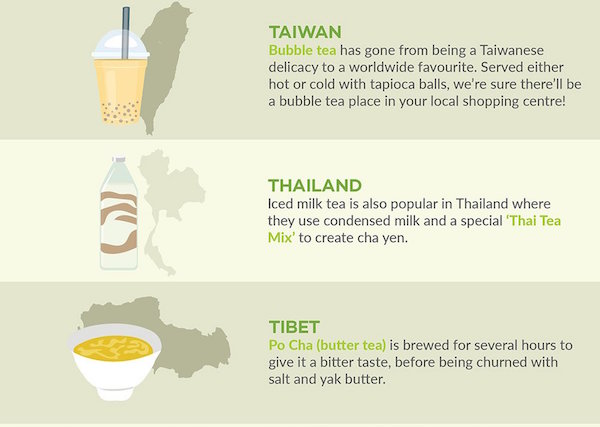 TAIWAN
Bubble tea has gone from being a Taiwanese
delicacy to a worldwide favourite. Served either
hot or cold with tapioca balls, we’re sure there’ll be
a bubble tea place in your local shopping centre!
THAILAND
Iced milk tea is also popular in Thailand where
they use condensed milk and a special ‘Thai Tea
Mix’ to create cha yen.
TIBET
Po Cha (butter tea) is brewed for several hours to
give it a bitter taste, before being churned with
salt and yak butter.